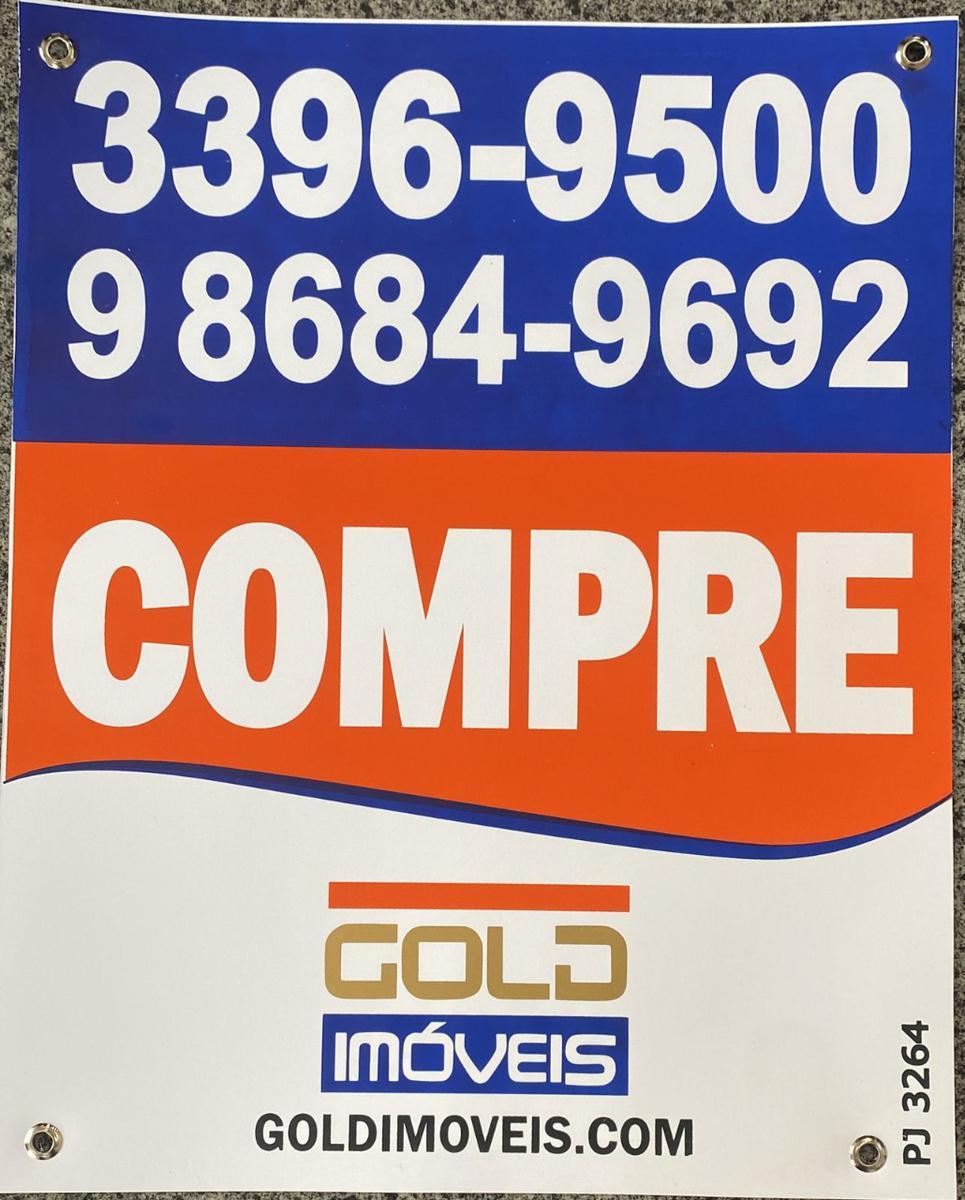 3396-9500
9 8684-9692
COMPRE
GOLD
IMÓVEIS
GOLDIMOVEIS.COM
PJ 3264